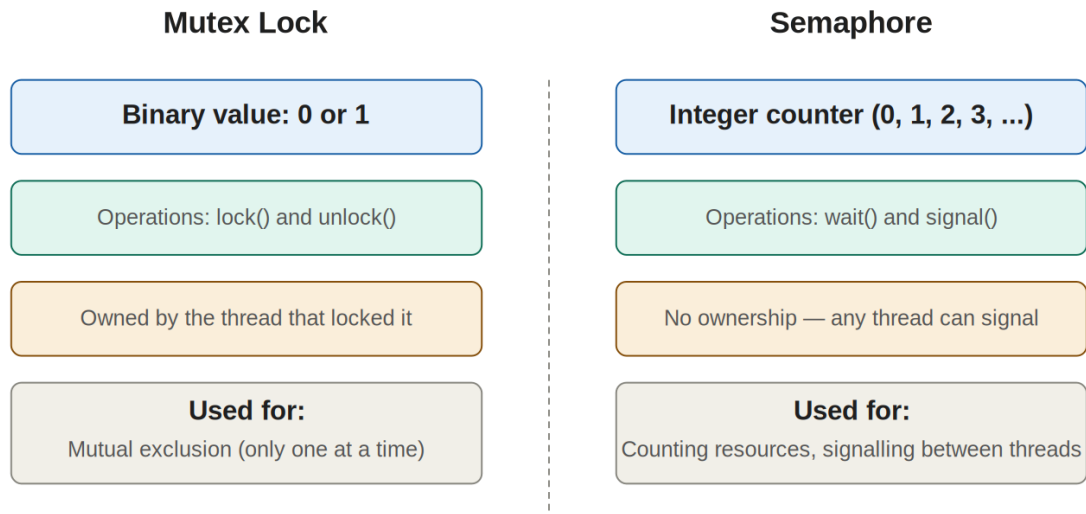 Mutex Lock
Binary value: 0 or 1
Operations: lock() and unlock()
Owned by the thread that locked it
Used for:
Mutual exclusion (only one at a time)
Semaphore
Integer counter (0, 1, 2, 3, ...)
Operations: wait() and signal()
No ownership — any thread can signal
Used for:
Counting resources, signalling between threads